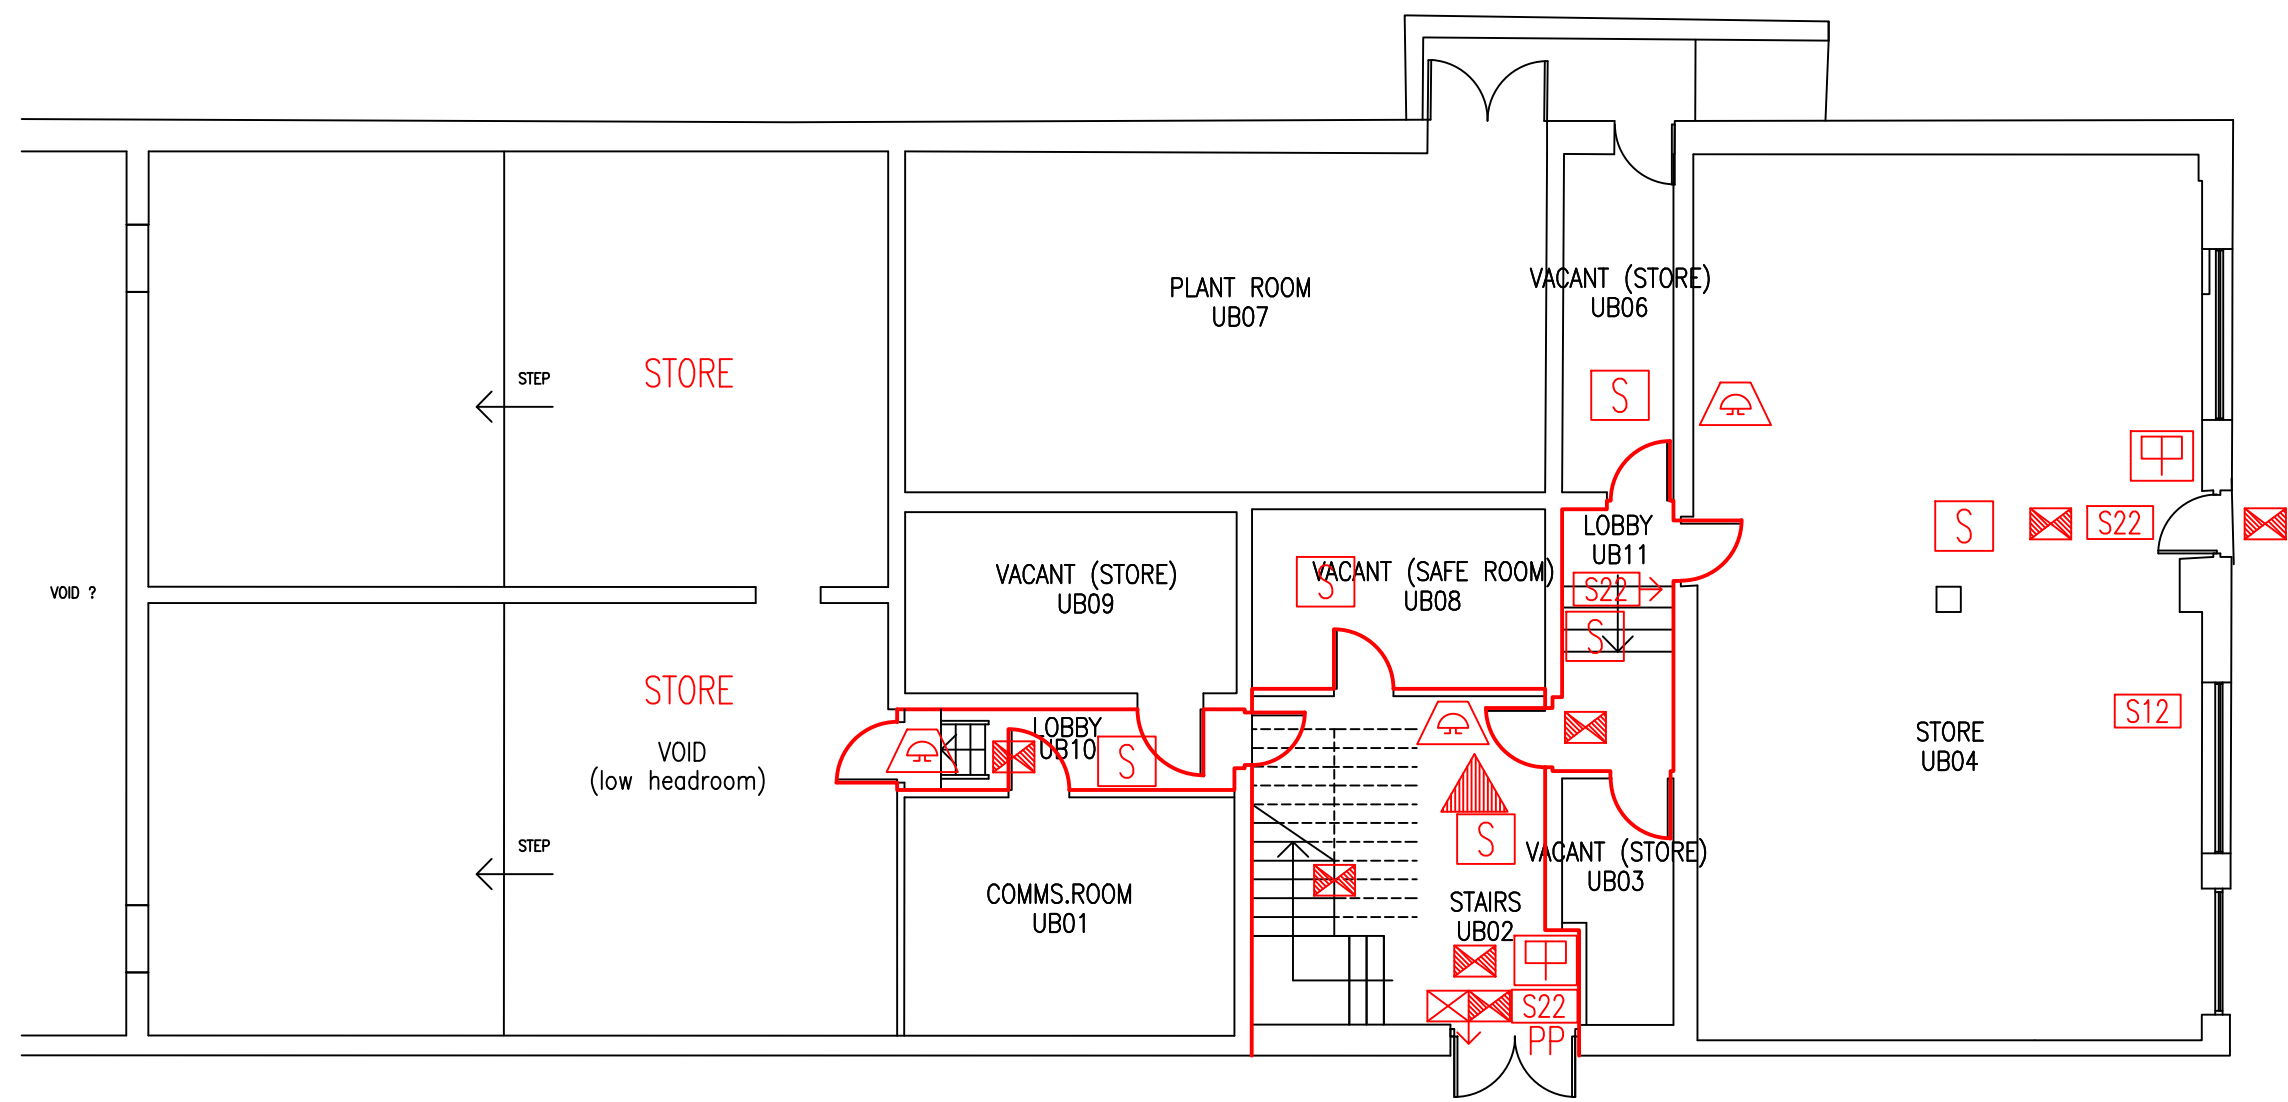 PLANT ROOM
UB07
VACANT (STORE)
UB06
STORE
STEP
S
S
S22
LOBBY
UB11
VACANT (STORE)
UB09
S
VACANT (SAFE ROOM)
UB08
S22
VOID ?
S
STORE
S12
LOBBY
UB10
S
STORE
UB04
VOID
(low headroom)
S
STEP
VACANT (STORE)
UB03
COMMS.ROOM
UB01
STAIRS
UB02
S22
PP